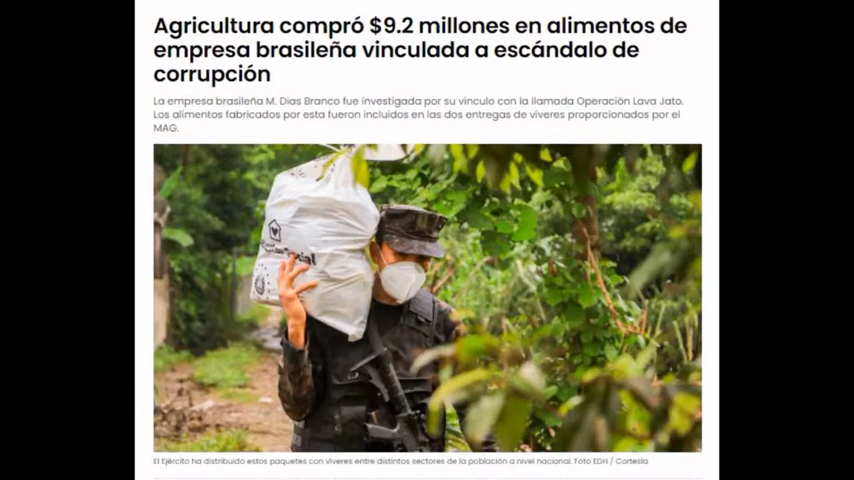 Agricultura compró $9.2 millones en alimentos de
empresa brasileña vinculada a escándalo de
corrupción
La empresa brasileña M. Dias Branco fue investigada por su vínculo con la llamada Operación Lava Jato.
Los alimentos fabricados por esta fueron incluidos en las dos entregas de víveres proporcionados por el
MAG.
El Ejército ha distribuido estos paquetes con víveres entre distintos sectores de la población a nivel nacional. Foto EDH / Cortesía